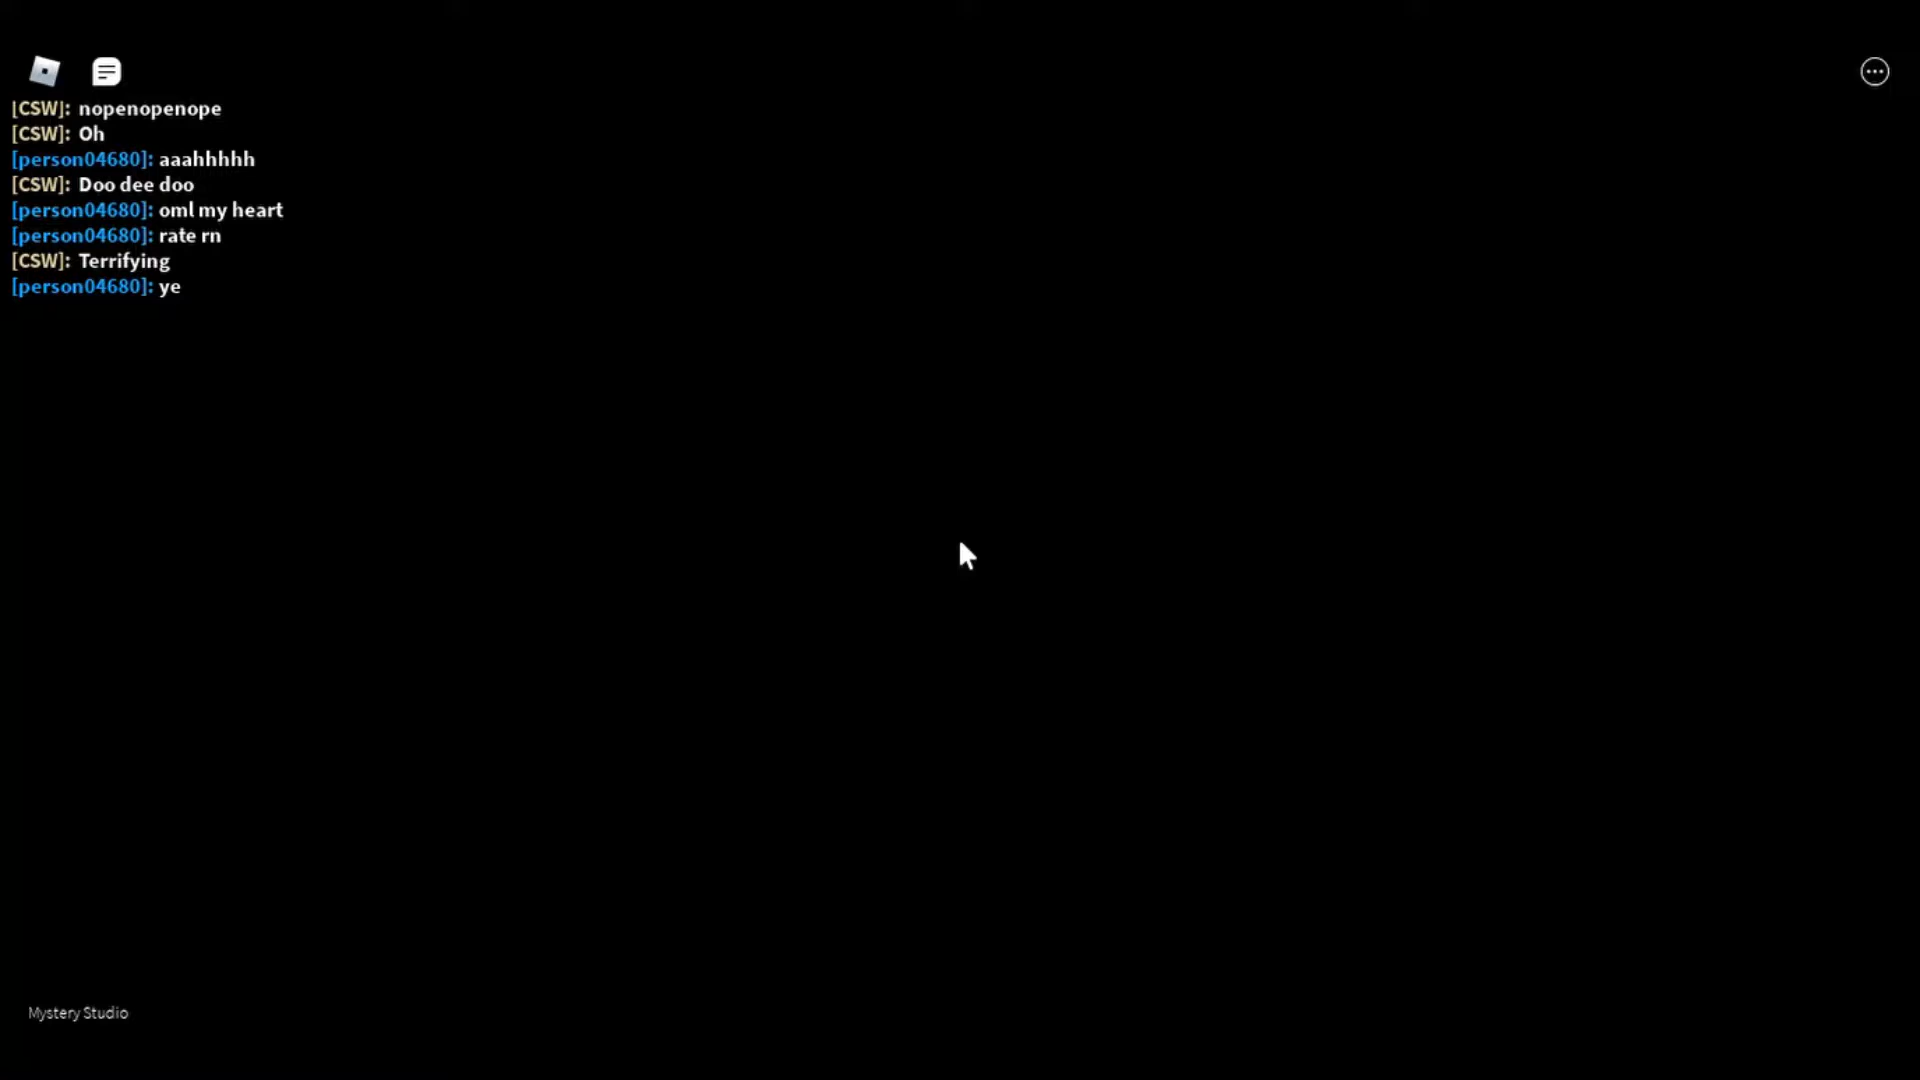 [CSW]: nopenopenope
[CSW]: Oh
[person04680]: aaahhhhh
[CSW]: Doo dee doo
[person04680]: oml my heart
[person04680]: rate rn
[CSW]: Terrifying
[person04680]: ye
Mystery Studio